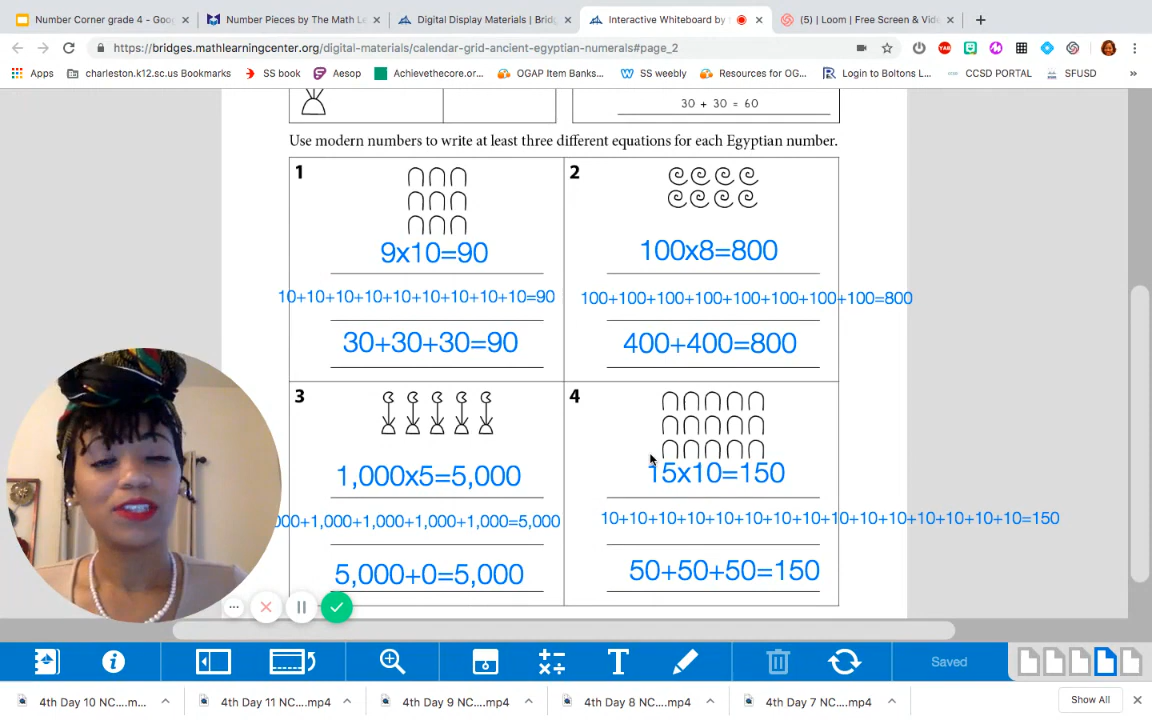 Number Corner grade 4 - Goo
Number Pieces by The Math Le
Digital Display Materials | Bridg
Interactive Whiteboard by
(5) | Loom | Free Screen & Vide
https://bridges.mathlearningcenter.org/digital-materials/calendar-grid-ancient-egyptian-numerals#page_2
Apps
charleston.k12.sc.us Bookmarks
SS book
Aesop
Achievethecore.or...
OGAP Item Banks...
SS weebly
Resources for OG...
Login to Boltons L...
CCSD PORTAL
SFUSD
»
30 + 30 = 60
Use modern numbers to write at least three different equations for each Egyptian number.
1
9x10=90
10+10+10+10+10+10+10+10+10=90
30+30+30=90
2
100x8=800
100+100+100+100+100+100+100+100=800
400+400=800
3
1,000x5=5,000
000+1,000+1,000+1,000+1,000=5,000
5,000+0=5,000
4
15x10=150
10+10+10+10+10+10+10+10+10+10+10+10+10+10+10=150
50+50+50=150
Saved
4th Day 10 NC....m...
4th Day 11 NC....mp4
4th Day 9 NC....mp4
4th Day 8 NC....mp4
4th Day 7 NC....mp4
Show All